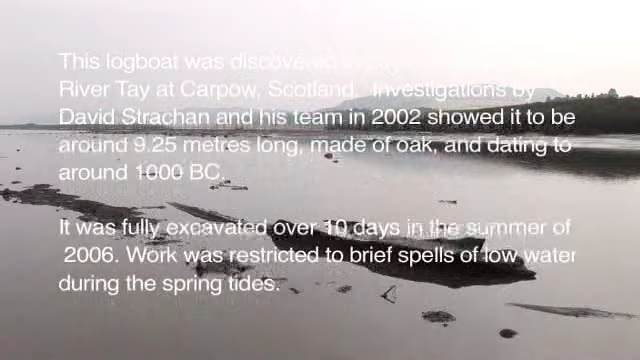 This logboat was discovered
River Tay at Carpow, Scotland. Investigations by
David Strachan and his team in 2002 showed it to be
around 9.25 metres long, made of oak, and dating to
around 1000 BC.
It was fully excavated over 10 days in the summer of
2006. Work was restricted to brief spells of low water
during the spring tides.